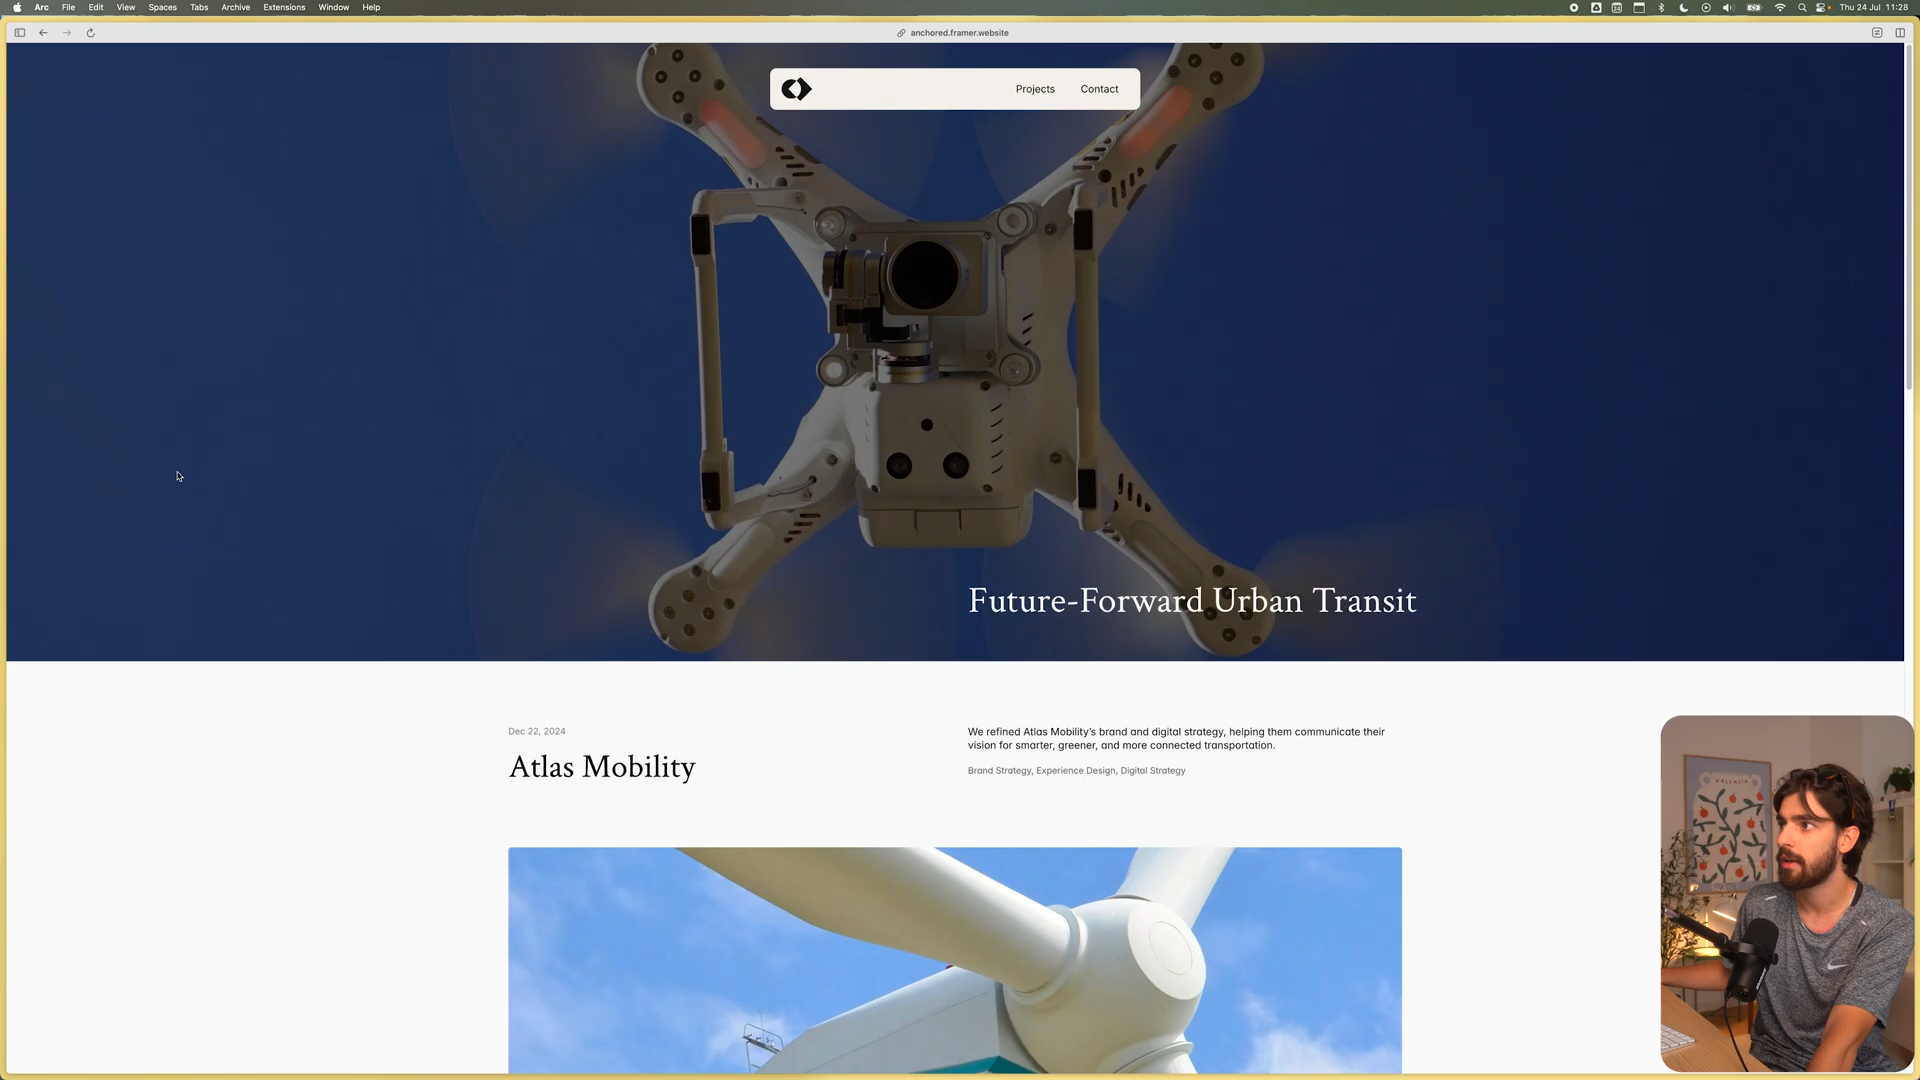 Arc File Edit View Spaces Tabs Archive Extensions Window Help Thu 24 Jul 11:28
anchored.framer.website
Projects Contact
Future-Forward Urban Transit
Dec 22, 2024
Atlas Mobility
We refined Atlas Mobility's brand and digital strategy, helping them communicate their
vision for smarter, greener, and more connected transportation.
Brand Strategy, Experience Design, Digital Strategy